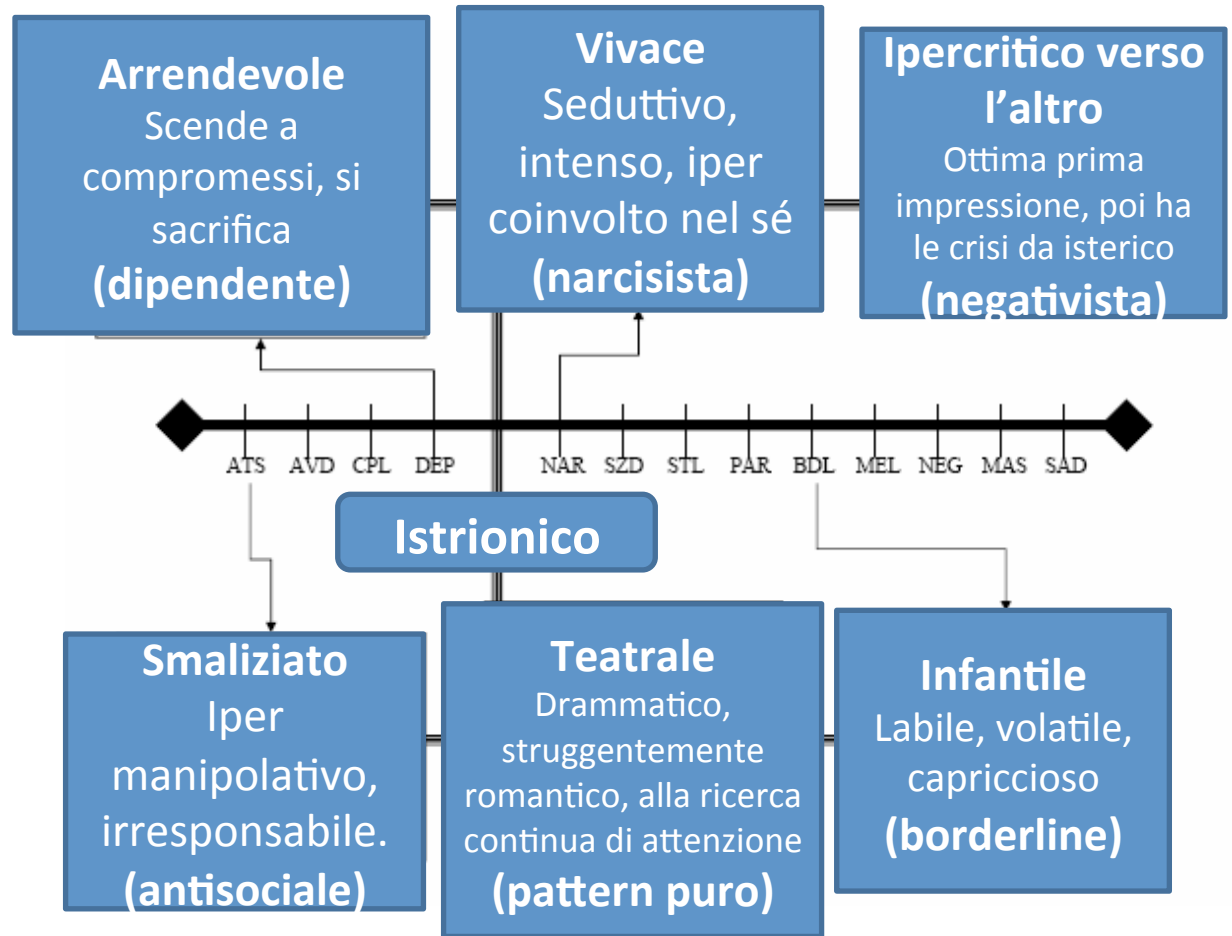 Arrendevole
Scende a
compromessi, si
sacrifica
(dipendente)
Vivace
Seduttivo,
intenso, iper
coinvolto nel sé
(narcisista)
Ipercritico verso
l’altro
Ottima prima
impressione, poi ha
le crisi da isterico
(negativista)
ATS AVD CPL DEP NAR SZD STL PAR BDL MEL NEG MAS SAD
Istrionico
Smaliziato
Iper
manipolativo,
irresponsabile.
(antisociale)
Teatrale
Drammatico,
struggentemente
romantico, alla ricerca
continua di attenzione
(pattern puro)
Infantile
Labile, volatile,
capriccioso
(borderline)